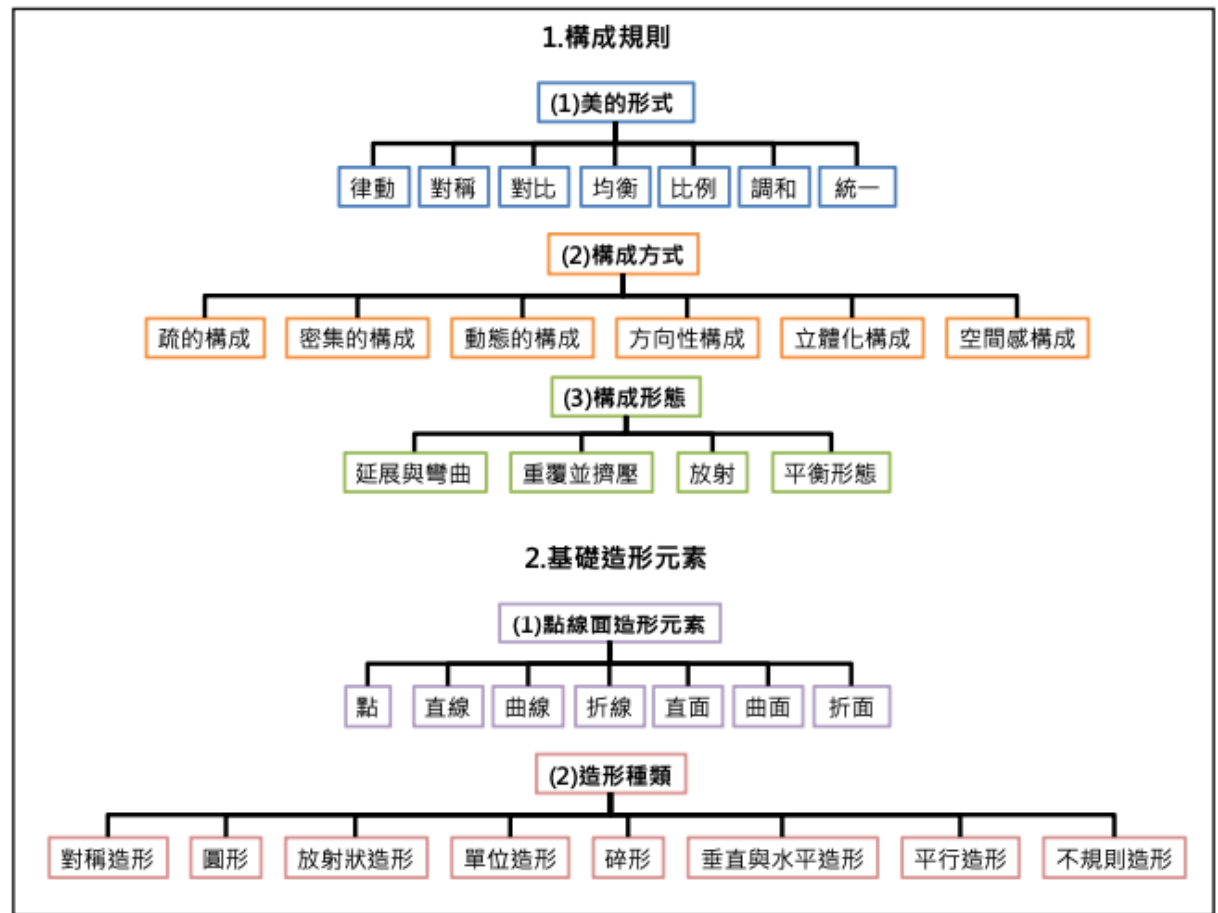 1.構成規則
(1)美的形式
律動 對稱 對比 均衡 比例 調和 統一
(2)構成方式
疏的構成 密集的構成 動態的構成 方向性構成 立體化構成 空間感構成
(3)構成形態
延展與彎曲 重覆並擠壓 放射 平衡形態
2.基礎造形元素
(1)點線面造形元素
點 直線 曲線 折線 直面 曲面 折面
(2)造形種類
對稱造形 圓形 放射狀造形 單位造形 碎形 垂直與水平造形 平行造形 不規則造形